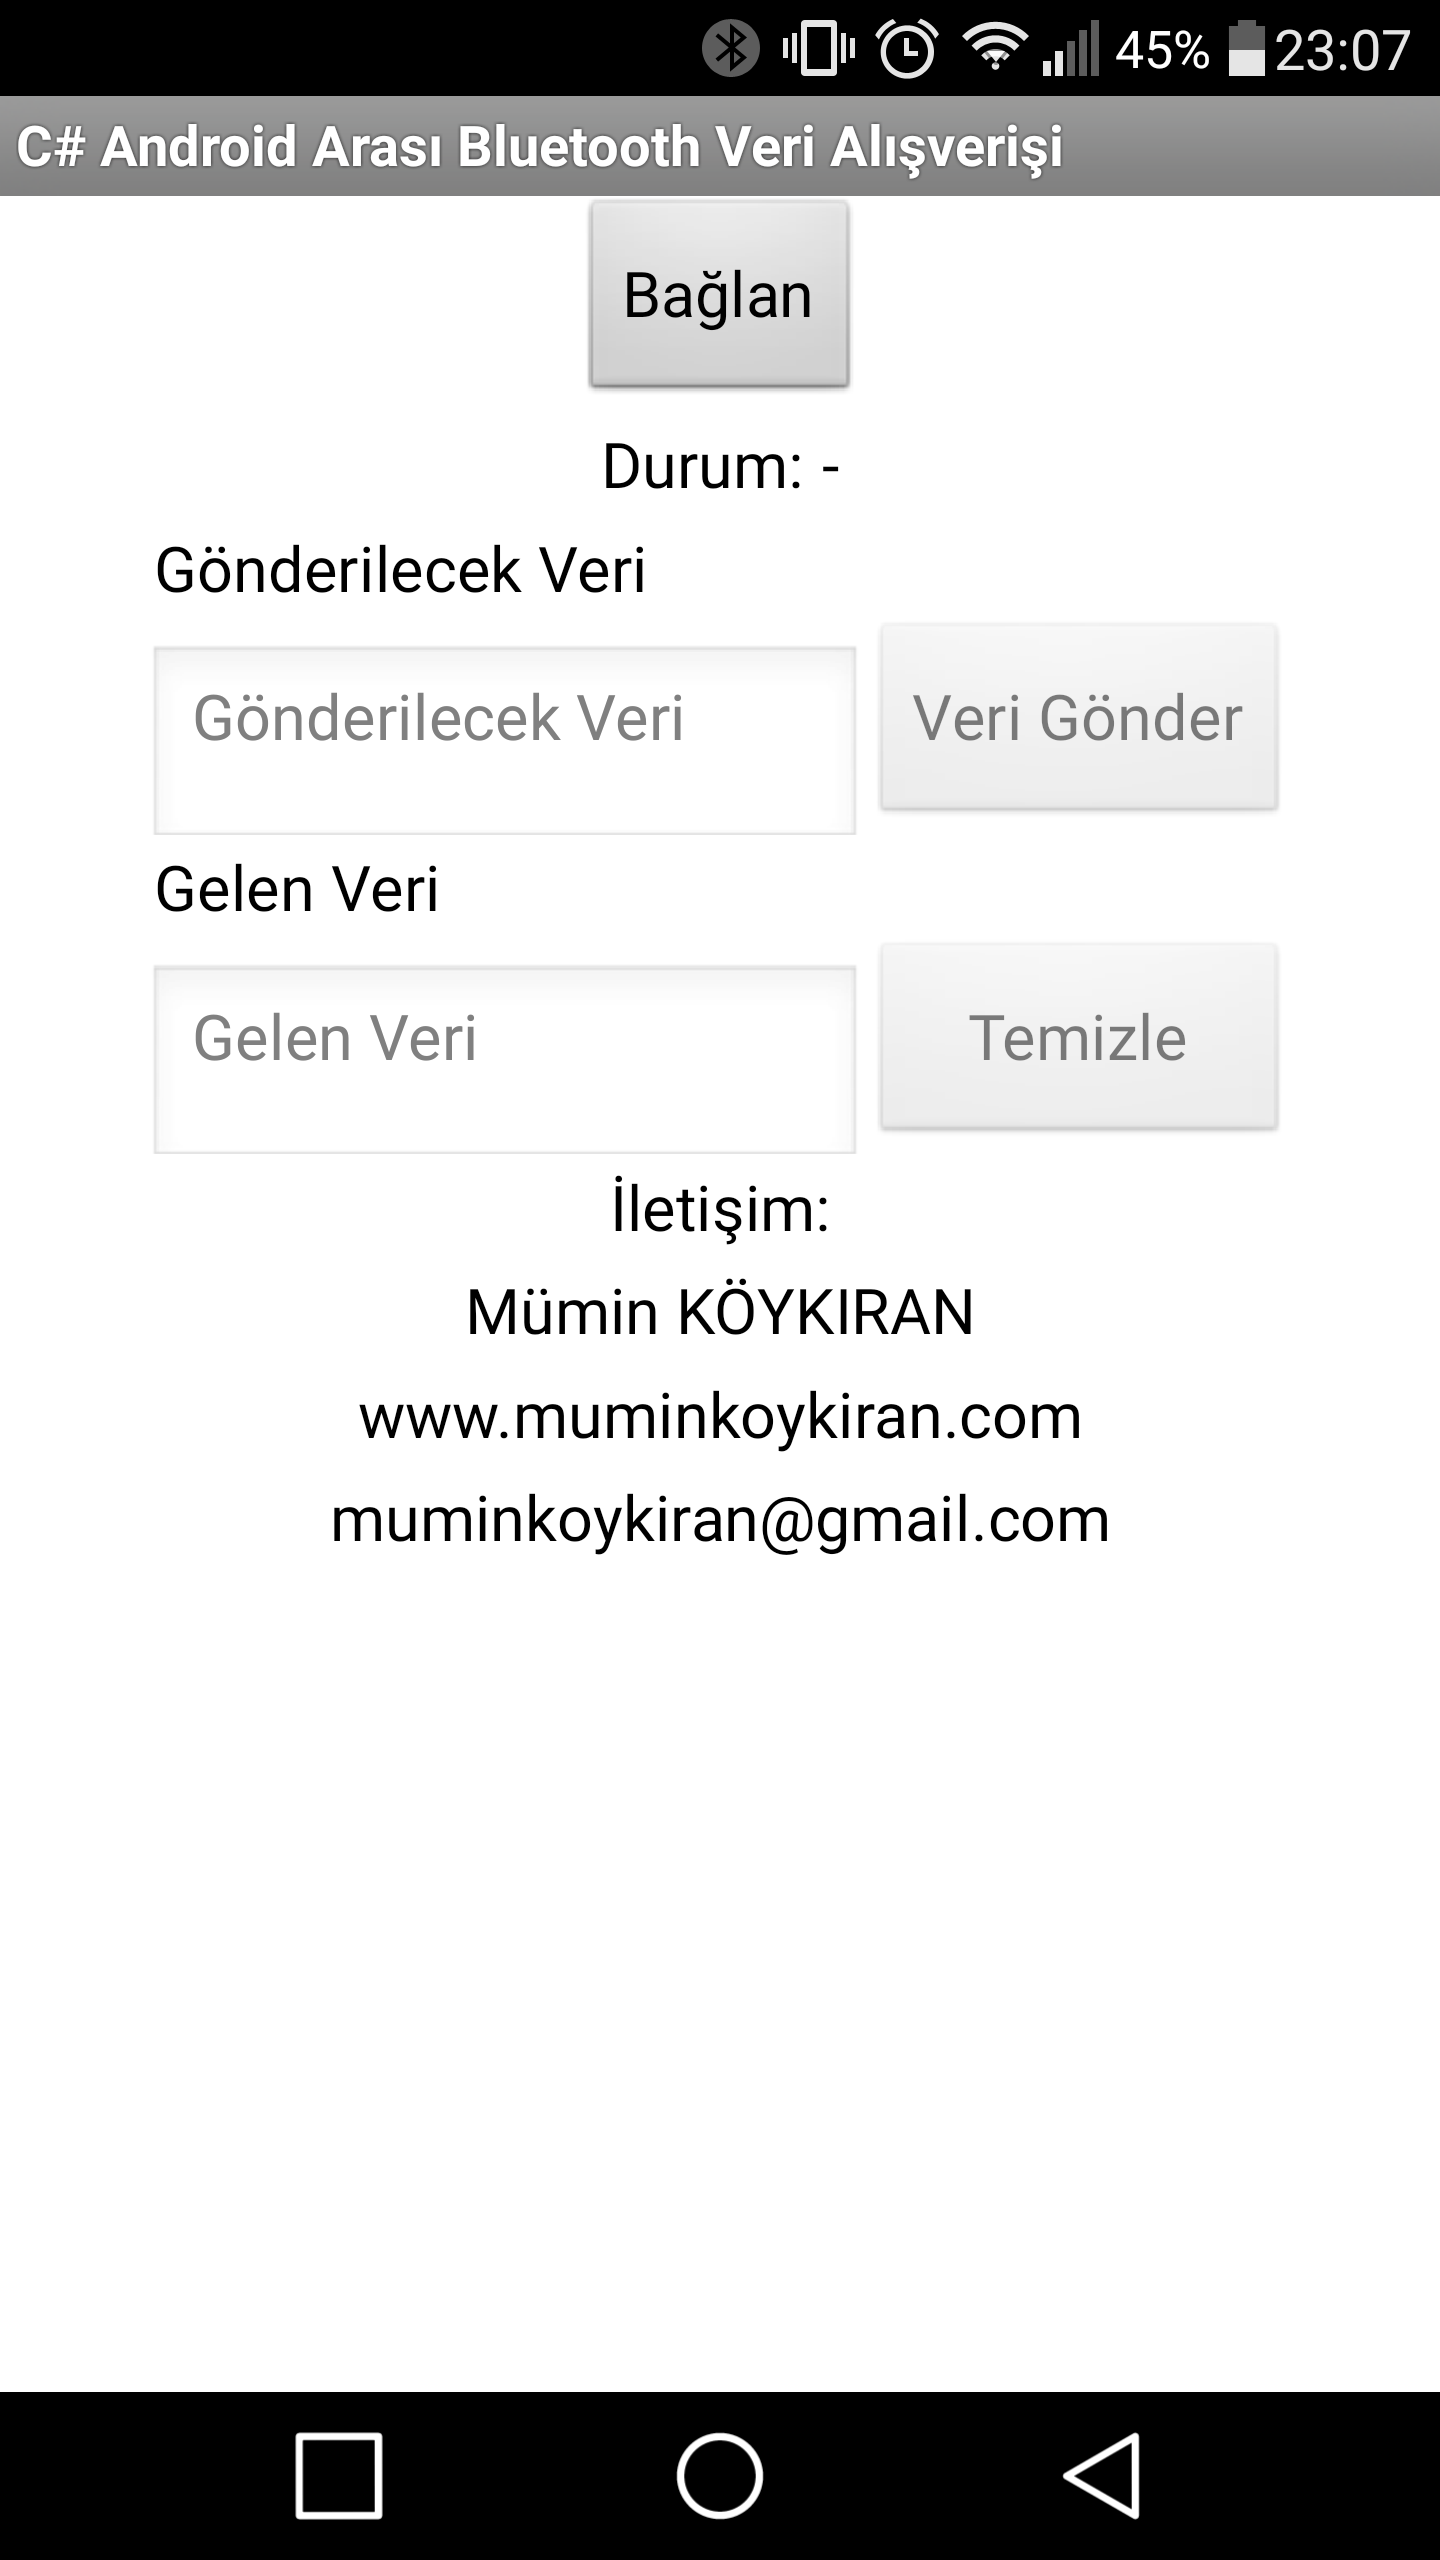 45% 23:07
C# Android Arası Bluetooth Veri Alışverişi
Bağlan
Durum: -
Gönderilecek Veri
Gönderilecek Veri Veri Gönder
Gelen Veri
Gelen Veri Temizle
İletişim:
Mümin KÖYKIRAN
www.muminkoykiran.com
muminkoykiran@gmail.com